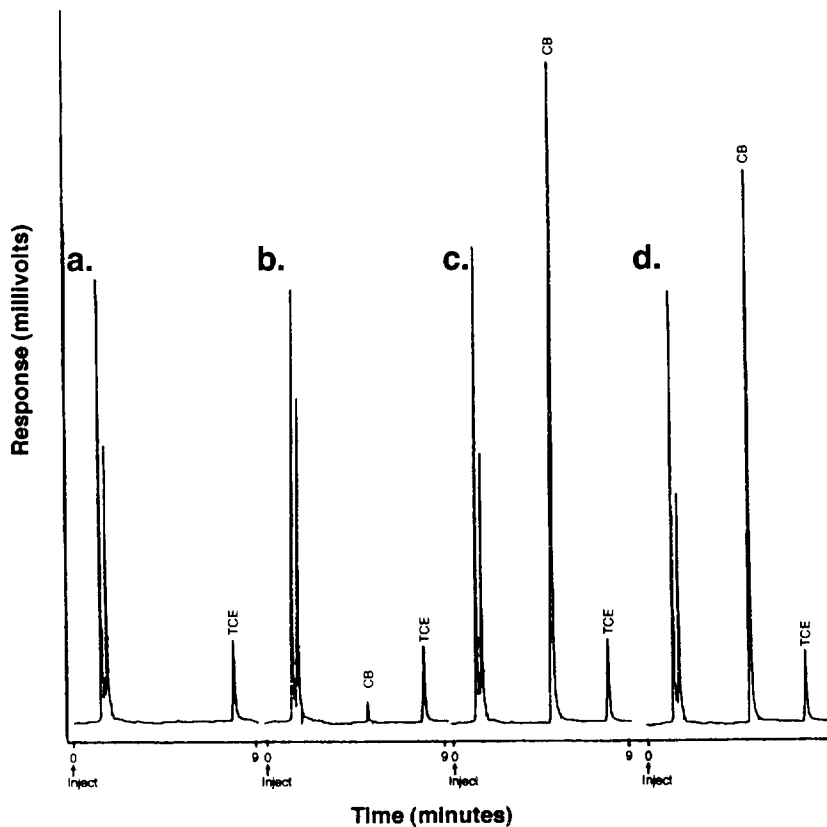 CB
CB
a.
b.
c.
d.
TCE
CB
TCE
TCE
TCE
Response (millivolts)
0
9 0
9 0
9 0
Inject
Inject
Inject
Inject
Time (minutes)